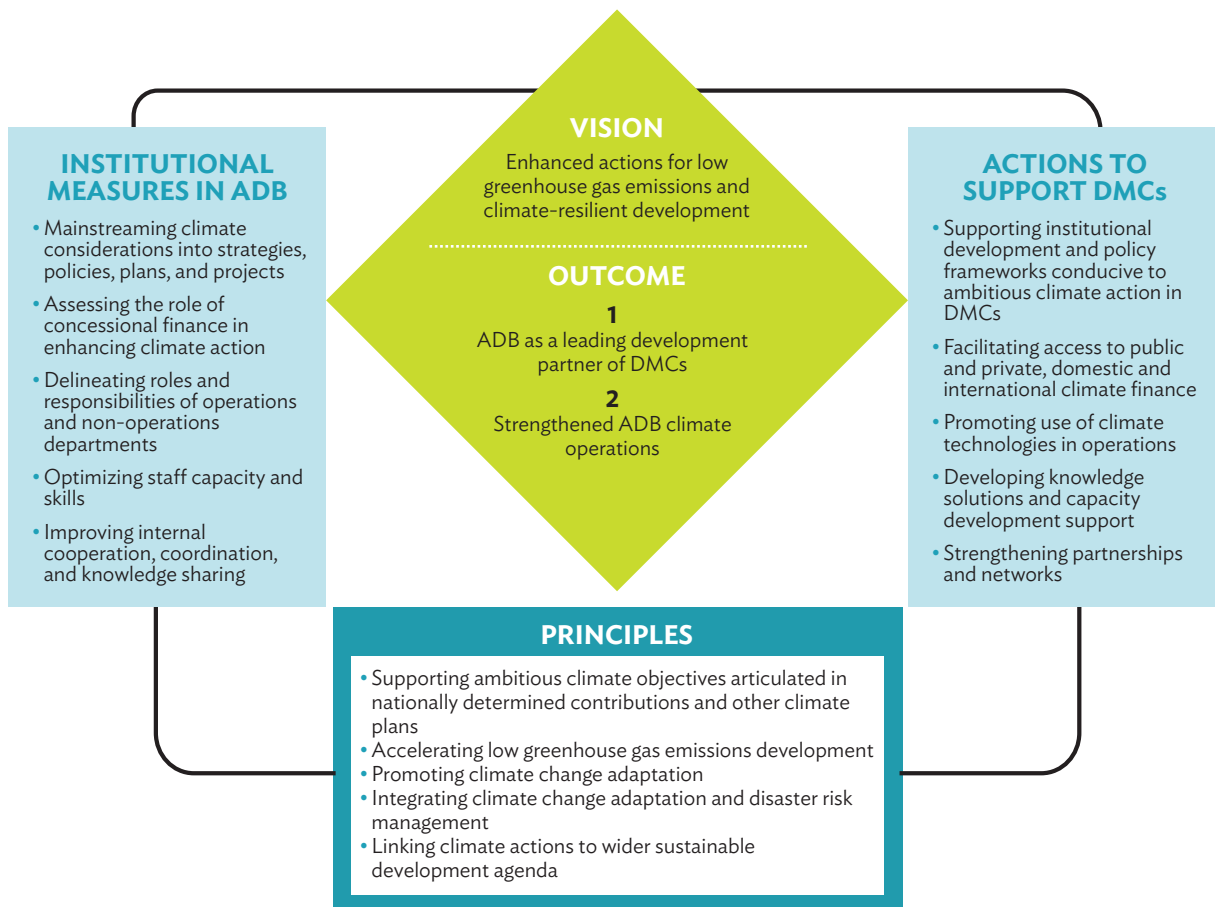 VISION
Enhanced actions for low
greenhouse gas emissions and
climate-resilient development
OUTCOME
1
ADB as a leading development
partner of DMCs
2
Strengthened ADB climate
operations
INSTITUTIONAL
MEASURES IN ADB
• Mainstreaming climate
considerations into strategies,
policies, plans, and projects
• Assessing the role of
concessional finance in
enhancing climate action
• Delineating roles and
responsibilities of operations
and non-operations
departments
• Optimizing staff capacity and
skills
• Improving internal
cooperation, coordination,
and knowledge sharing
ACTIONS TO
SUPPORT DMCs
• Supporting institutional
development and policy
frameworks conducive to
ambitious climate action in
DMCs
• Facilitating access to public
and private, domestic and
international climate finance
• Promoting use of climate
technologies in operations
• Developing knowledge
solutions and capacity
development support
• Strengthening partnerships
and networks
PRINCIPLES
• Supporting ambitious climate objectives articulated in
nationally determined contributions and other climate
plans
• Accelerating low greenhouse gas emissions development
• Promoting climate change adaptation
• Integrating climate change adaptation and disaster risk
management
• Linking climate actions to wider sustainable
development agenda